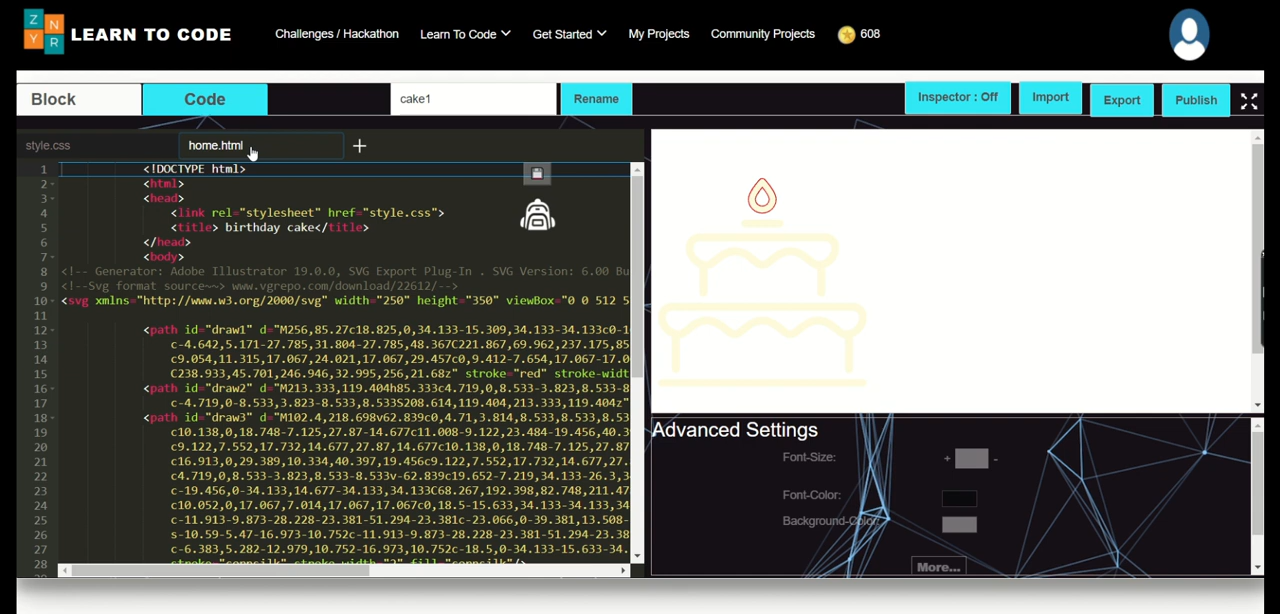 Z N Y R LEARN TO CODE Challenges / Hackathon Learn To Code Get Started My Projects Community Projects 608
Block Code cake1 Rename Inspector : Off Import Export Publish
style.css home.html +
1 <!DOCTYPE html>
2 <html>
3 <head>
4 <link rel="stylesheet" href="style.css">
5 <title> birthday cake</title>
6 </head>
7 <body>
8 <!-- Generator: Adobe Illustrator 19.0.0, SVG Export Plug-In . SVG Version: 6.00 Bu
9 <!--Svg format source~~> www.vgrepo.com/download/22612/-->
10 <svg xmlns="http://www.w3.org/2000/svg" width="250" height="350" viewBox="0 0 512 5
11
12 <path id="draw1" d="M256,85.27c18.825,0,34.133-15.309,34.133-34.133c0-1
13 c-4.642,5.171-27.785,31.804-27.785,48.367C221.867,69.962,237.175,85
14 c9.054,11.315,17.067,24.021,17.067,29.457c0,9.412-7.654,17.067-17.0
15 C238.933,45.701,246.946,32.995,256,21.68z" stroke="red" stroke-widt
16 <path id="draw2" d="M213.333,119.404h85.333c4.719,0,8.533-3.823,8.533-8
17 c-4.719,0-8.533,3.823-8.533,8.533S208.614,119.404,213.333,119.404z"
18 <path id="draw3" d="M102.4,218.698v62.839c0,4.71,3.814,8.533,8.533,8.53
19 c10.138,0,18.748-7.125,27.87-14.677c11.008-9.122,23.484-19.456,40.3
20 c9.122,7.552,17.732,14.677,27.87,14.677c10.138,0,18.748-7.125,27.87
21 c16.913,0,29.389,10.334,40.397,19.456c9.122,7.552,17.732,14.677,27.
22 c4.719,0,8.533-3.823,8.533-8.533v-62.839c19.652-7.219,34.133-26.3,3
23 c-19.456,0-34.133,14.677-34.133,34.133C68.267,192.398,82.748,211.47
24 c10.052,0,17.067,7.014,17.067,17.067c0,18.5-15.633,34.133-34.133,34
25 c-11.913-9.873-28.228-23.381-51.294-23.381c-23.066,0-39.381,13.508-
26 s-10.59-5.47-16.973-10.752c-11.913-9.873-28.228-23.381-51.294-23.38
27 c-6.383,5.282-12.979,10.752-16.973,10.752c-18.5,0-34.133-15.633-34.
28 stroke="cornsilk" stroke-width="2" fill="cornsilk"/>
Advanced Settings
Font-Size: + -
Font-Color:
Background-Color:
More...